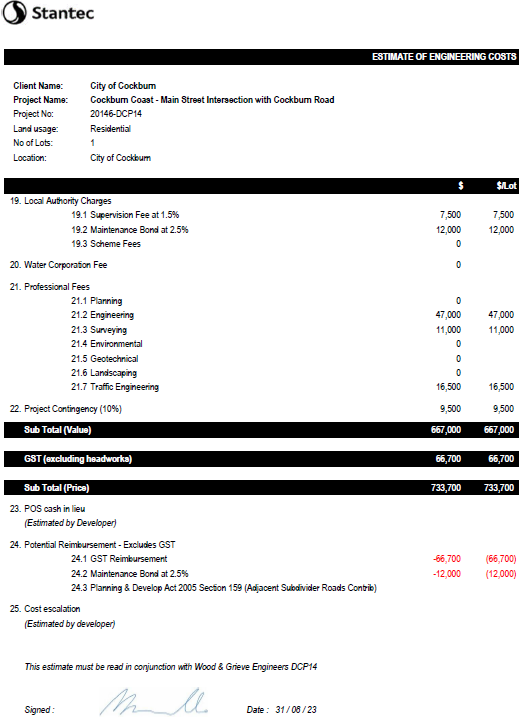 Stantec
ESTIMATE OF ENGINEERING COSTS
Client Name: City of Cockburn
Project Name: Cockburn Coast - Main Street Intersection with Cockburn Road
Project No: 20146-DCP14
Land usage: Residential
No of Lots: 1
Location: City of Cockburn
$ $/Lot
19. Local Authority Charges
19.1 Supervision Fee at 1.5% 7,500 7,500
19.2 Maintenance Bond at 2.5% 12,000 12,000
19.3 Scheme Fees 0
20. Water Corporation Fee 0
21. Professional Fees
21.1 Planning 0
21.2 Engineering 47,000 47,000
21.3 Surveying 11,000 11,000
21.4 Environmental 0
21.5 Geotechnical 0
21.6 Landscaping 0
21.7 Traffic Engineering 16,500 16,500
22. Project Contingency (10%) 9,500 9,500
Sub Total (Value) 667,000 667,000
GST (excluding headworks) 66,700 66,700
Sub Total (Price) 733,700 733,700
23. POS cash in lieu
(Estimated by Developer)
24. Potential Reimbursement - Excludes GST
24.1 GST Reimbursement -66,700 (66,700)
24.2 Maintenance Bond at 2.5% -12,000 (12,000)
24.3 Planning & Develop Act 2005 Section 159 (Adjacent Subdivider Roads Contrib)
25. Cost escalation
(Estimated by developer)
This estimate must be read in conjunction with Wood & Grieve Engineers DCP14
Signed : Date : 31 / 08 / 23